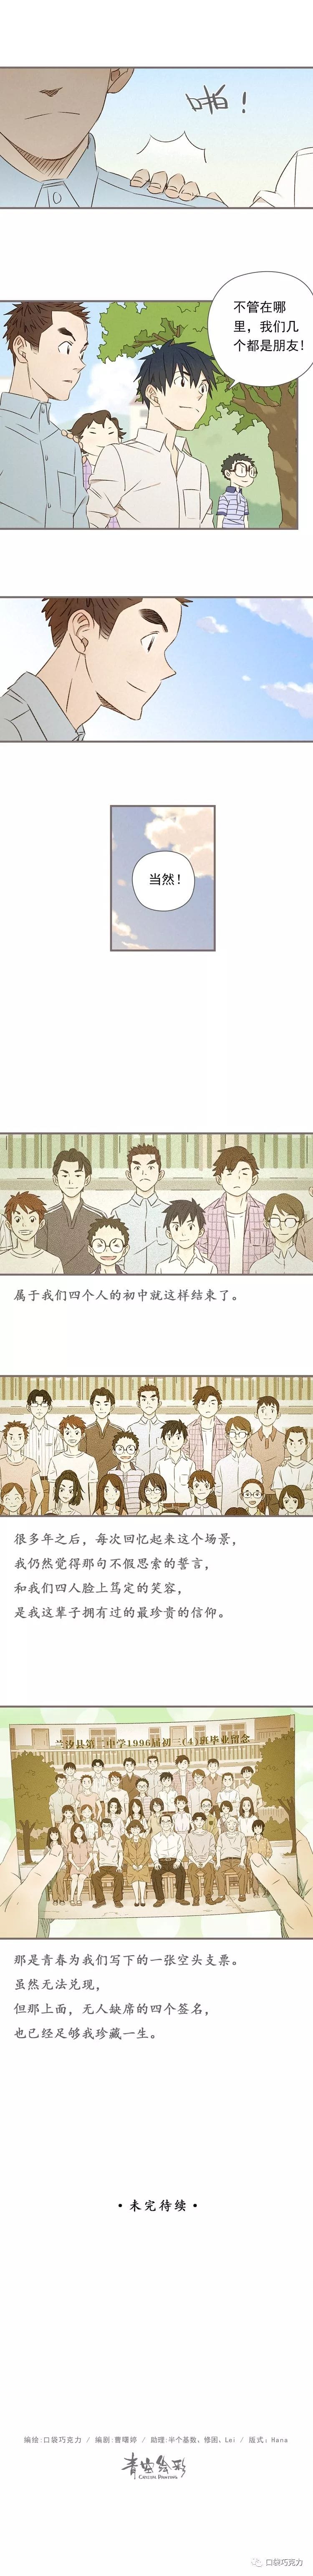 啪！
不管在哪
里，我们几
个都是朋友！
当然！
属于我们四个人的初中就这样结束了。
很多年之后，每次回忆起来这个场景，
我仍然觉得那句不假思索的誓言，
和我们四人脸上笃定的笑容，
是我这辈子拥有过的最珍贵的信仰。
兰汐县第二中学1996届初三(4)班毕业留念
那是青春为我们写下的一张空头支票。
虽然无法兑现，
但那上面，无人缺席的四个签名，
也已经足够我珍藏一生。
·未完待续·
编绘:口袋巧克力 / 编剧:曹曙婷 / 助理:半个基数、修困、Lei / 版式：Hana
青空绘彩
口袋巧克力